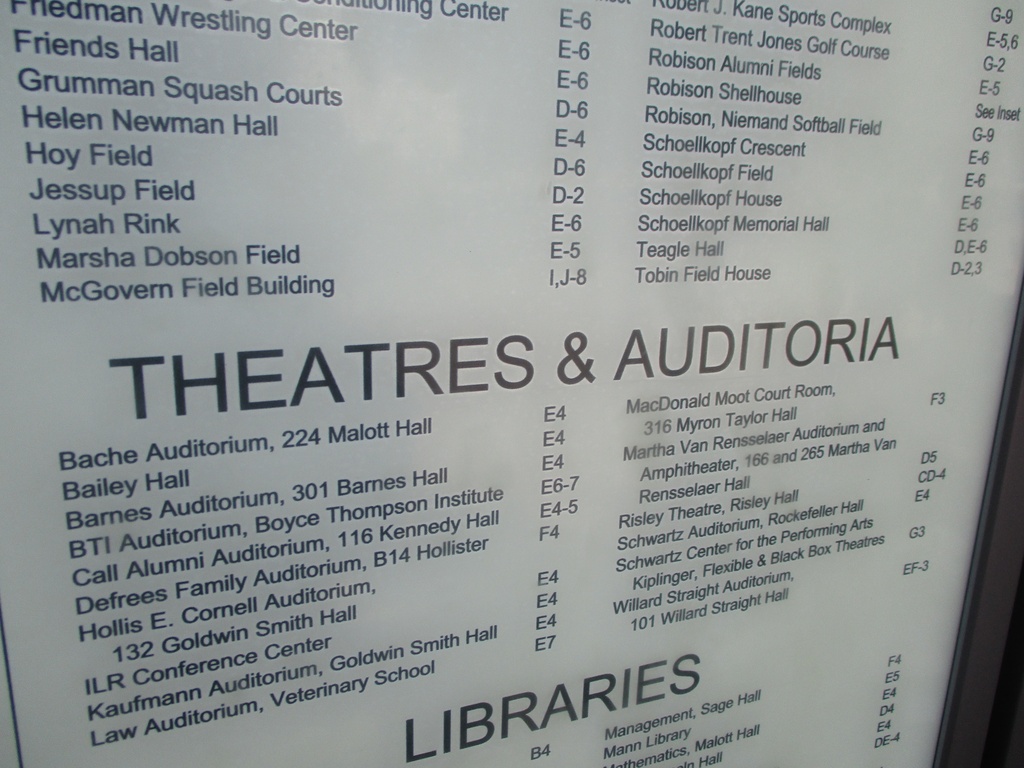 Conditioning Center E-6
G-9
Friedman Wrestling Center E-6
Friends Hall E-6
Grumman Squash Courts D-6
Helen Newman Hall E-4
Hoy Field D-6
Jessup Field D-2
Lynah Rink E-6
Marsha Dobson Field E-5
McGovern Field Building I,J-8
Robert J. Kane Sports Complex E-5,6
Robert Trent Jones Golf Course G-2
Robison Alumni Fields E-5
Robison Shellhouse See Inset
Robison, Niemand Softball Field G-9
Schoellkopf Crescent E-6
Schoellkopf Field E-6
Schoellkopf House E-6
Schoellkopf Memorial Hall E-6
Teagle Hall D,E-6
Tobin Field House D-2,3
THEATRES & AUDITORIA
Bache Auditorium, 224 Malott Hall E4
Bailey Hall E4
Barnes Auditorium, 301 Barnes Hall E4
BTI Auditorium, Boyce Thompson Institute E6-7
Call Alumni Auditorium, 116 Kennedy Hall E4-5
Defrees Family Auditorium, B14 Hollister F4
Hollis E. Cornell Auditorium,
132 Goldwin Smith Hall E4
ILR Conference Center E4
Kaufmann Auditorium, Goldwin Smith Hall E4
Law Auditorium, Veterinary School E7
MacDonald Moot Court Room,
316 Myron Taylor Hall F3
Martha Van Rensselaer Auditorium and
Amphitheater, 166 and 265 Martha Van
Rensselaer Hall D5
Risley Theatre, Risley Hall CD-4
Schwartz Auditorium, Rockefeller Hall E4
Schwartz Center for the Performing Arts
Kiplinger, Flexible & Black Box Theatres G3
Willard Straight Auditorium,
101 Willard Straight Hall EF-3
LIBRARIES
B4
Management, Sage Hall F4
Mann Library E5
Mathematics, Malott Hall E4
Hall D4
E4
DE-4